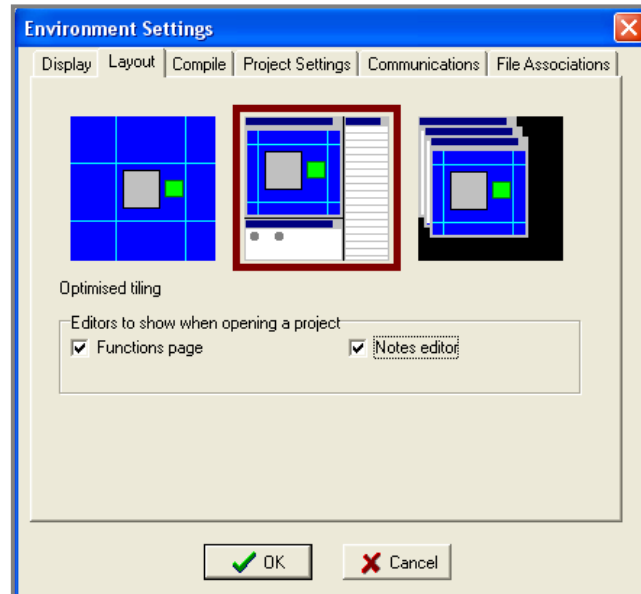 Environment Settings
Display Layout Compile Project Settings Communications File Associations
Optimised tiling
Editors to show when opening a project
Functions page Notes editor
OK Cancel